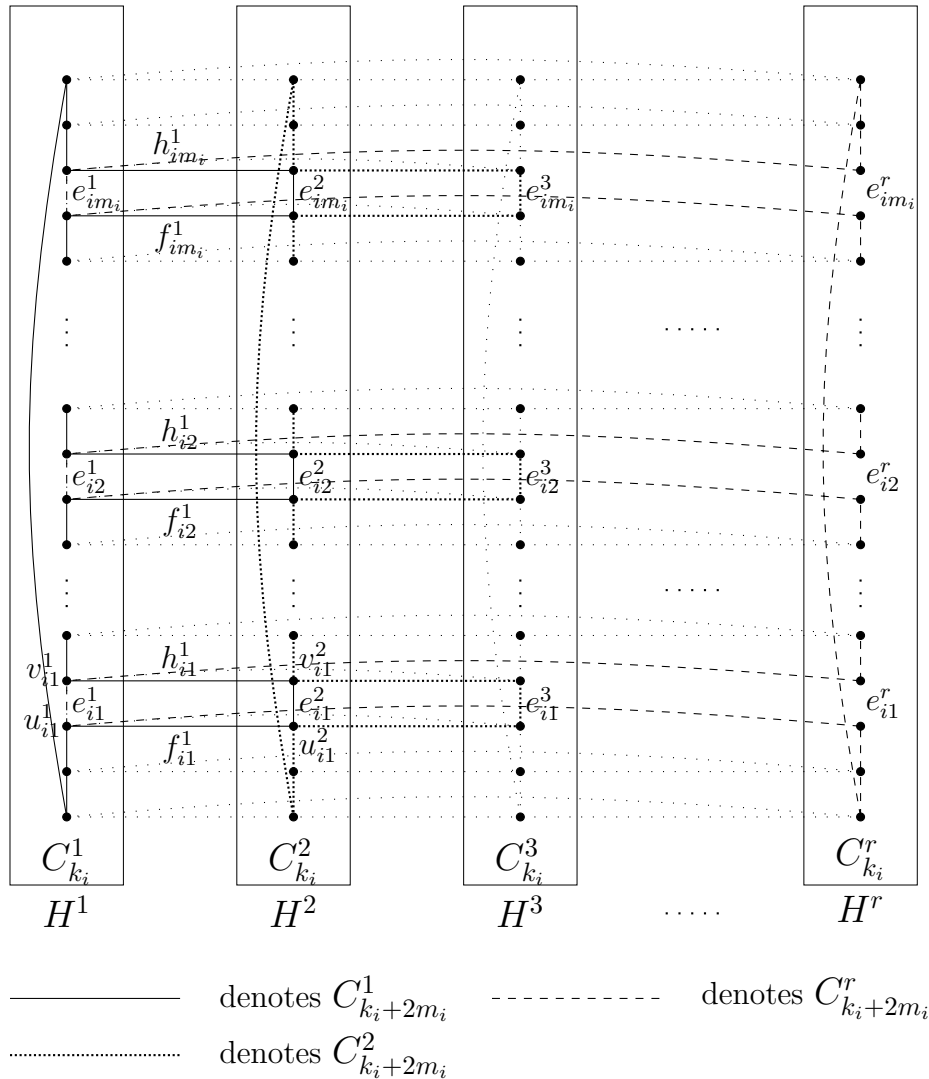 $h^1_{im_i}$
$e^1_{im_i}$ $e^2_{im_i}$ $e^3_{im_i}$ $e^r_{im_i}$
$f^1_{im_i}$
⋮ ⋮ ⋮ ⋮
. . . . .
$h^1_{i2}$
$e^1_{i2}$ $e^2_{i2}$ $e^3_{i2}$ $e^r_{i2}$
$f^1_{i2}$
⋮ ⋮ ⋮
. . . . .
$v^1_{i1}$ $h^1_{i1}$ $v^2_{i1}$
$e^1_{i1}$ $e^2_{i1}$ $e^3_{i1}$ $e^r_{i1}$
$u^1_{i1}$
$f^1_{i1}$ $u^2_{i1}$
$C^1_{k_i}$ $C^2_{k_i}$ $C^3_{k_i}$ $C^r_{k_i}$
$H^1$ $H^2$ $H^3$ . . . . . $H^r$
denotes $C^1_{k_i+2m_i}$ denotes $C^r_{k_i+2m_i}$
denotes $C^2_{k_i+2m_i}$